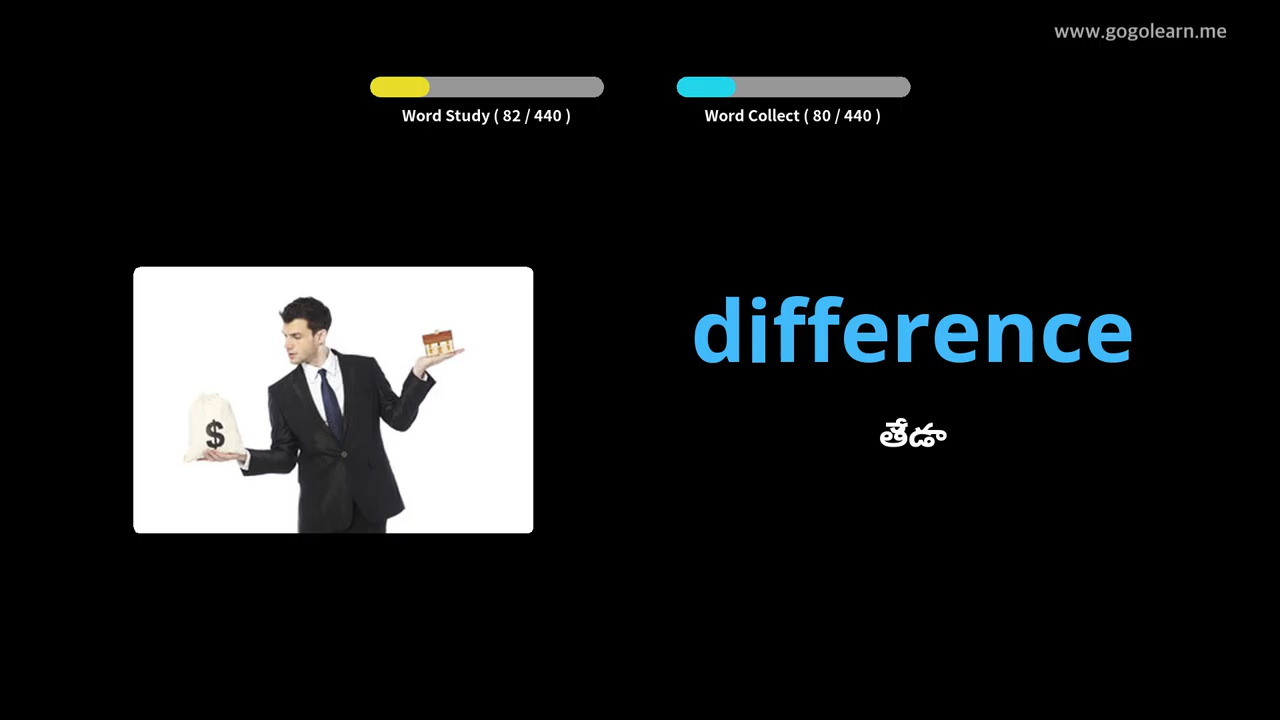 www.gogolearn.me
Word Study ( 82 / 440 )
Word Collect ( 80 / 440 )
$
difference
తేడా